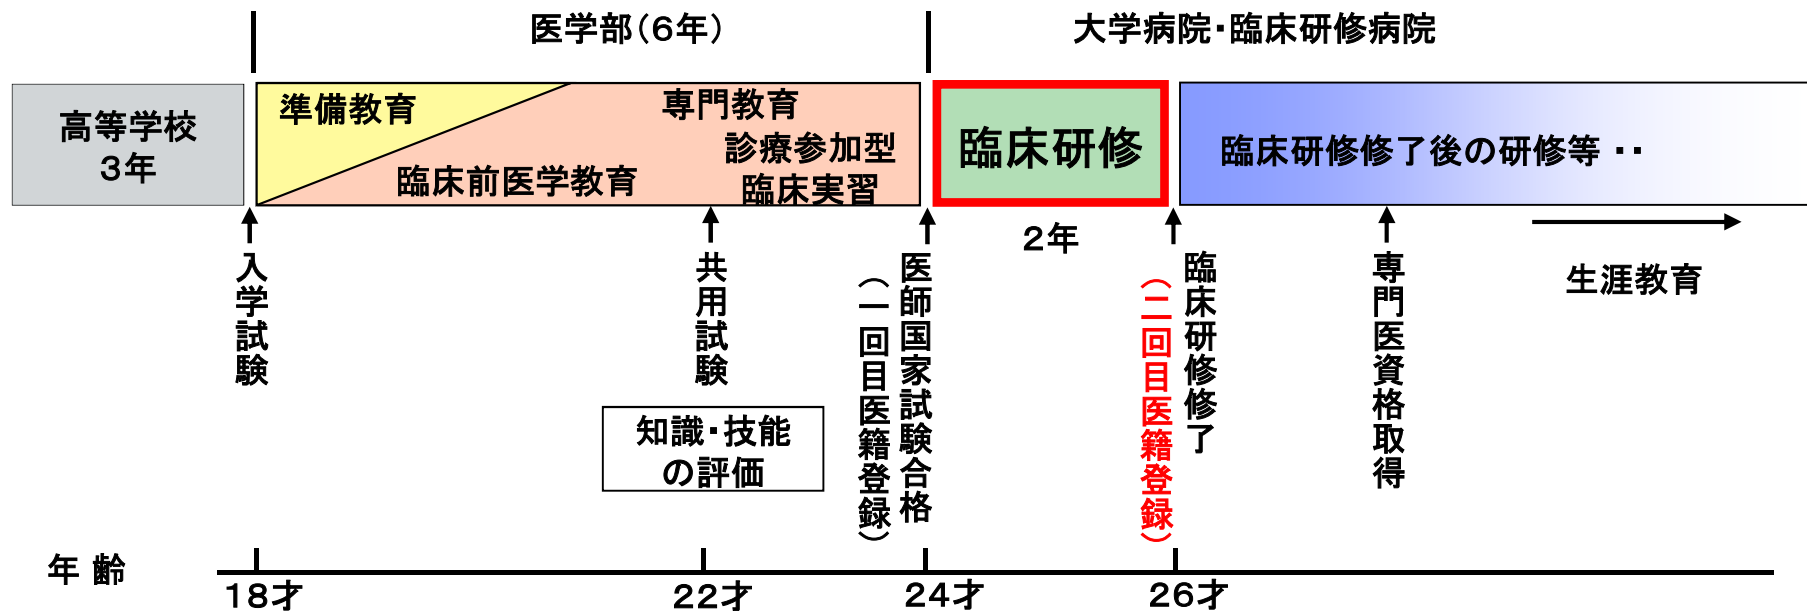 医学部（６年）
大学病院・臨床研修病院
高等学校
３年
準備教育
専門教育
診療参加型
臨床実習
臨床前医学教育
臨床研修
臨床研修修了後の研修等 ・・
２年
入学試験
共用試験
知識・技能
の評価
医師国家試験合格
（一回目医籍登録）
臨床研修修了
（二回目医籍登録）
専門医資格取得
生涯教育
年 齢
18才
22才
24才
26才